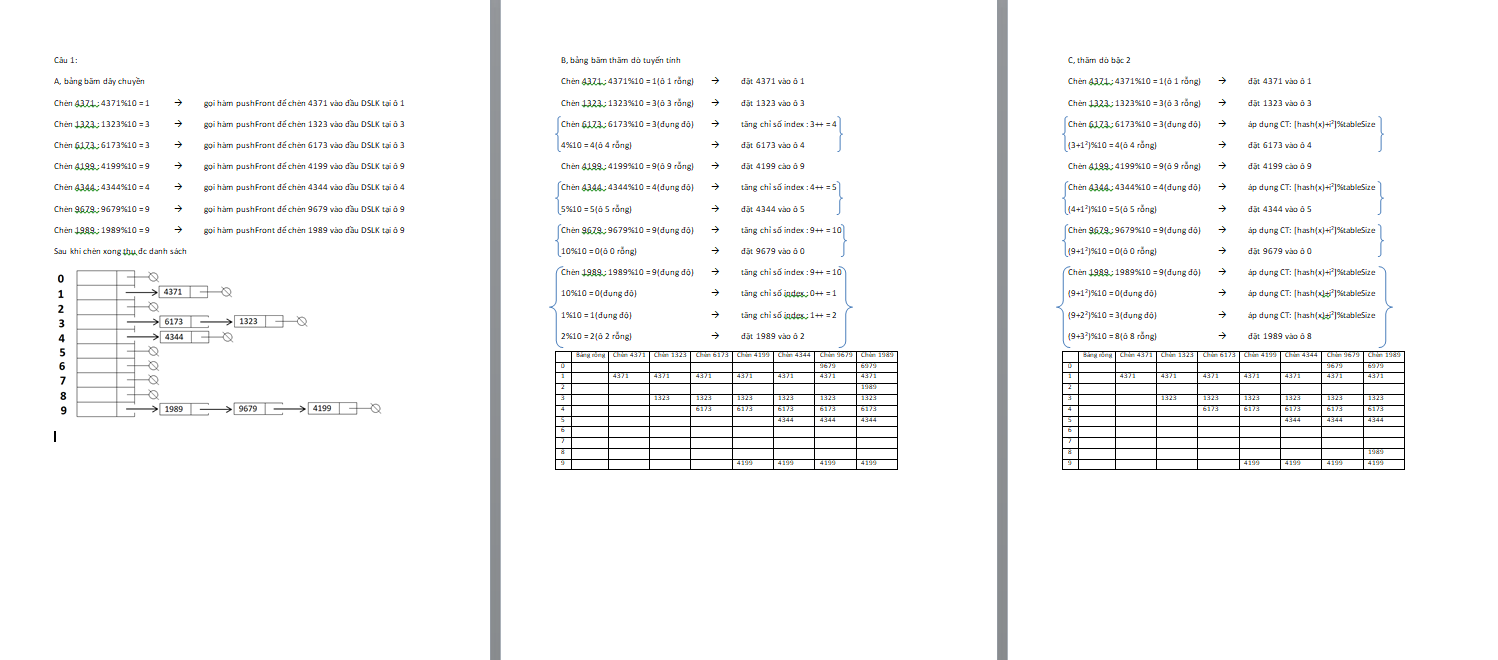 Câu 1:
A, bảng băm dây chuyền
Chèn 4371 : 4371%10 = 1 → gọi hàm pushFront để chèn 4371 vào đầu DSLK tại ô 1
Chèn 1323 : 1323%10 = 3 → gọi hàm pushFront để chèn 1323 vào đầu DSLK tại ô 3
Chèn 6173 : 6173%10 = 3 → gọi hàm pushFront để chèn 6173 vào đầu DSLK tại ô 3
Chèn 4199 : 4199%10 = 9 → gọi hàm pushFront để chèn 4199 vào đầu DSLK tại ô 9
Chèn 4344 : 4344%10 = 4 → gọi hàm pushFront để chèn 4344 vào đầu DSLK tại ô 4
Chèn 9679 : 9679%10 = 9 → gọi hàm pushFront để chèn 9679 vào đầu DSLK tại ô 9
Chèn 1989 : 1989%10 = 9 → gọi hàm pushFront để chèn 1989 vào đầu DSLK tại ô 9
Sau khi chèn xong thu đc danh sách
0
1 4371
2
3 6173 1323
4 4344
5
6
7
8
9 1989 9679 4199
B, bảng băm thăm dò tuyến tính
Chèn 4371 : 4371%10 = 1(ô 1 rỗng) → đặt 4371 vào ô 1
Chèn 1323 : 1323%10 = 3(ô 3 rỗng) → đặt 1323 vào ô 3
Chèn 6173 : 6173%10 = 3(đụng độ) → tăng chỉ số index : 3++ = 4
4%10 = 4(ô 4 rỗng) → đặt 6173 vào ô 4
Chèn 4199 : 4199%10 = 9(ô 9 rỗng) → đặt 4199 cào ô 9
Chèn 4344 : 4344%10 = 4(đụng độ) → tăng chỉ số index : 4++ = 5
5%10 = 5(ô 5 rỗng) → đặt 4344 vào ô 5
Chèn 9679 : 9679%10 = 9(đụng độ) → tăng chỉ số index : 9++ = 10
10%10 = 0(ô 0 rỗng) → đặt 9679 vào ô 0
Chèn 1989 : 1989%10 = 9(đụng độ) → tăng chỉ số index : 9++ = 10
10%10 = 0(đụng độ) → tăng chỉ số index : 0++ = 1
1%10 = 1(đụng độ) → tăng chỉ số index : 1++ = 2
2%10 = 2(ô 2 rỗng) → đặt 1989 vào ô 2
Bảng rỗng Chèn 4371 Chèn 1323 Chèn 6173 Chèn 4199 Chèn 4344 Chèn 9679 Chèn 1989
0 9679 6979
1 4371 4371 4371 4371 4371 4371 4371
2 1989
3 1323 1323 1323 1323 1323 1323
4 6173 6173 6173 6173 6173
5 4344 4344 4344
6
7
8
9 4199 4199 4199 4199
C, thăm dò bậc 2
Chèn 4371 : 4371%10 = 1(ô 1 rỗng) → đặt 4371 vào ô 1
Chèn 1323 : 1323%10 = 3(ô 3 rỗng) → đặt 1323 vào ô 3
Chèn 6173 : 6173%10 = 3(đụng độ) → áp dụng CT: (hash(x)+i²)%tableSize
(3+1²)%10 = 4(ô 4 rỗng) → đặt 6173 vào ô 4
Chèn 4199 : 4199%10 = 9(ô 9 rỗng) → đặt 4199 cào ô 9
Chèn 4344 : 4344%10 = 4(đụng độ) → áp dụng CT: (hash(x)+i²)%tableSize
(4+1²)%10 = 5(ô 5 rỗng) → đặt 4344 vào ô 5
Chèn 9679 : 9679%10 = 9(đụng độ) → áp dụng CT: (hash(x)+i²)%tableSize
(9+1²)%10 = 0(ô 0 rỗng) → đặt 9679 vào ô 0
Chèn 1989 : 1989%10 = 9(đụng độ) → áp dụng CT: (hash(x)+i²)%tableSize
(9+1²)%10 = 0(đụng độ) → áp dụng CT: (hash(x)+i²)%tableSize
(9+2²)%10 = 3(đụng độ) → áp dụng CT: (hash(x)+i²)%tableSize
(9+3²)%10 = 8(ô 8 rỗng) → đặt 1989 vào ô 8
Bảng rỗng Chèn 4371 Chèn 1323 Chèn 6173 Chèn 4199 Chèn 4344 Chèn 9679 Chèn 1989
0 9679 6979
1 4371 4371 4371 4371 4371 4371 4371
2
3 1323 1323 1323 1323 1323 1323
4 6173 6173 6173 6173 6173
5 4344 4344 4344
6
7
8 1989
9 4199 4199 4199 4199